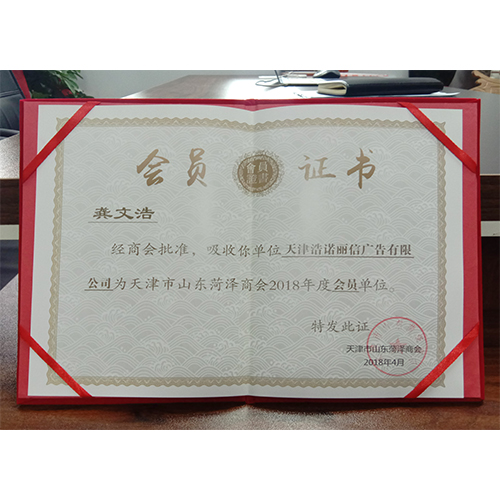 会员证书
龚文浩
经商会批准，吸收你单位天津浩诺丽信广告有限
公司为天津市山东菏泽商会2018年度会员单位。
特发此证
天津市山东菏泽商会
2018年4月